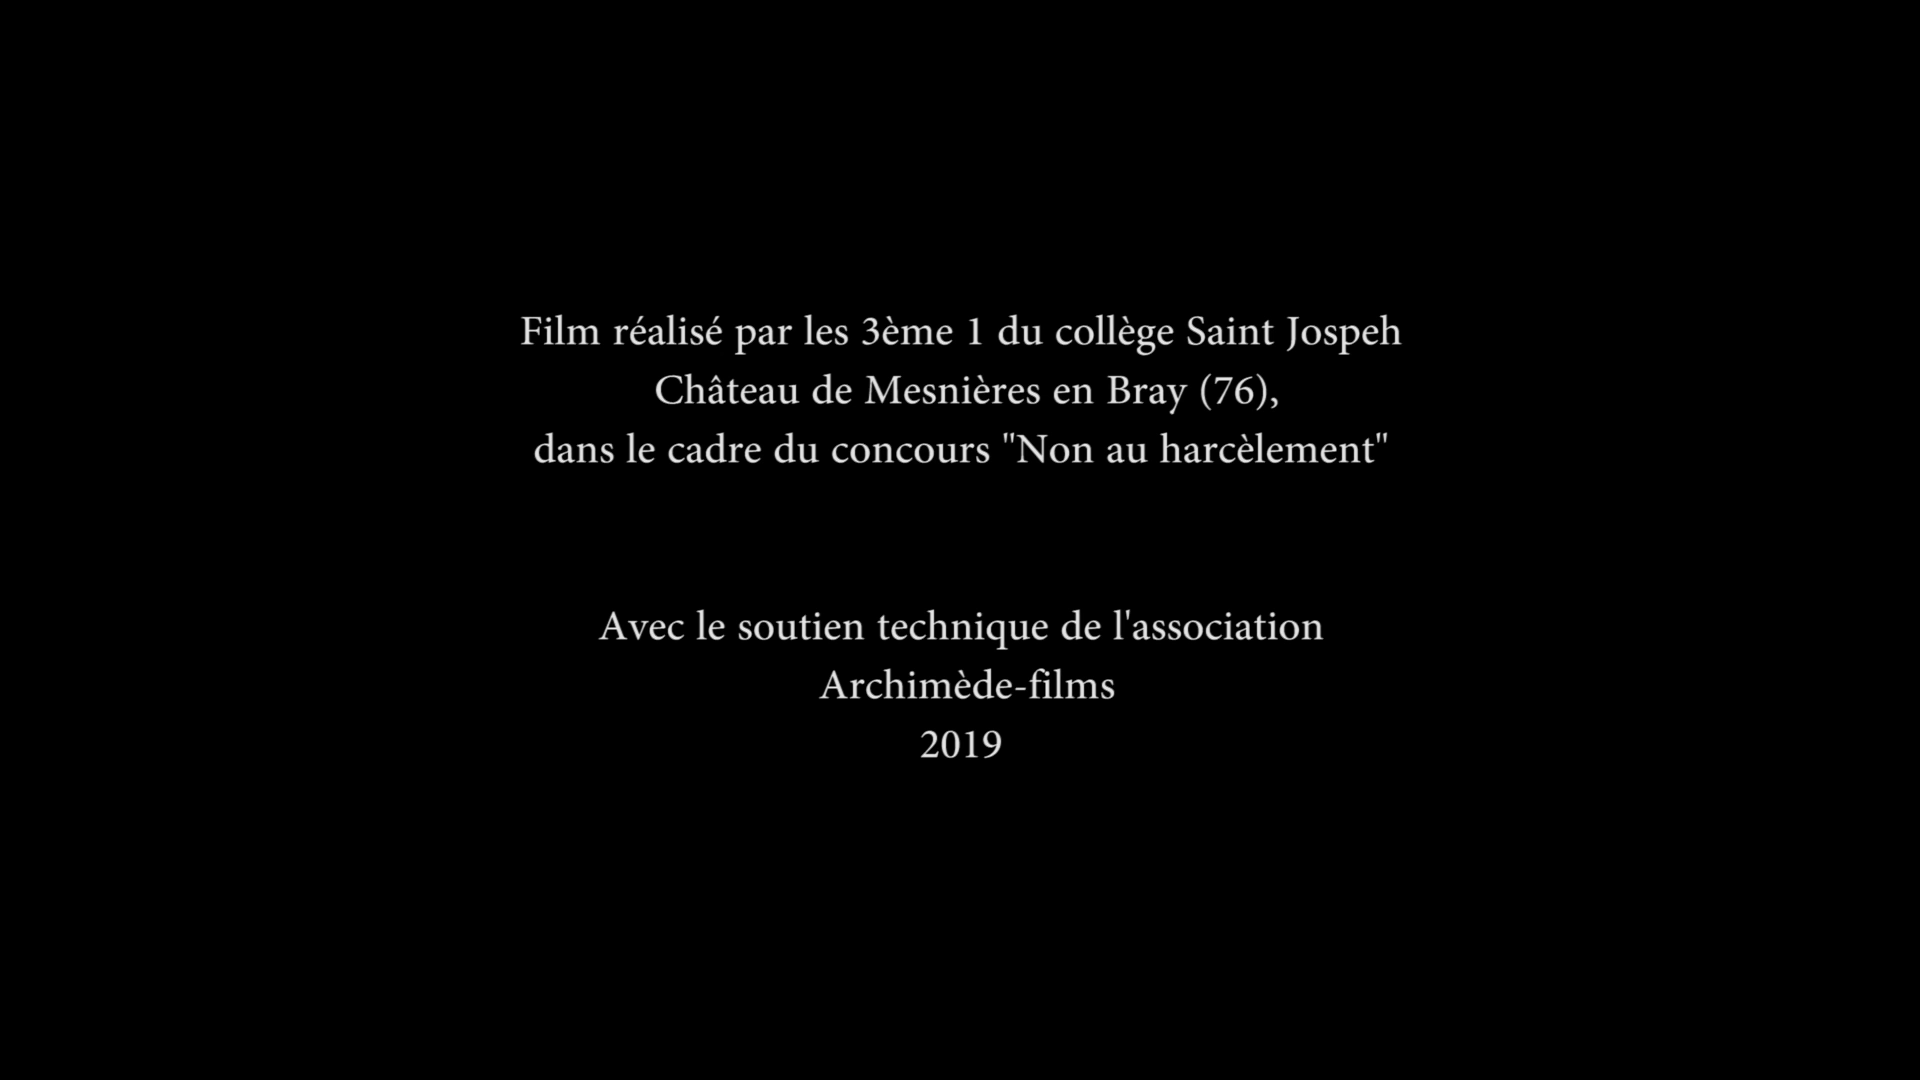 Film réalisé par les 3ème 1 du collège Saint Jospeh
Château de Mesnières en Bray (76),
dans le cadre du concours "Non au harcèlement"
Avec le soutien technique de l'association
Archimède-films
2019